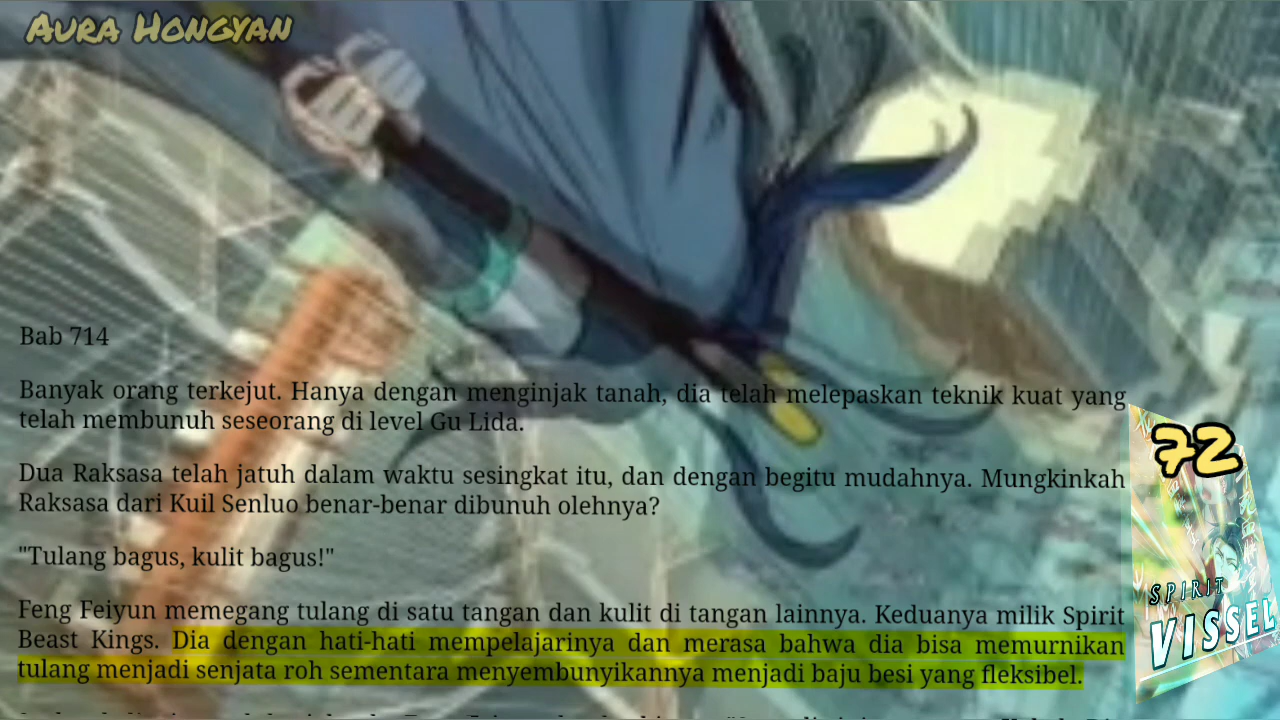 AURA HONGYAN
Bab 714
Banyak orang terkejut. Hanya dengan menginjak tanah, dia telah melepaskan teknik kuat yang
telah membunuh seseorang di level Gu Lida.
Dua Raksasa telah jatuh dalam waktu sesingkat itu, dan dengan begitu mudahnya. Mungkinkah
Raksasa dari Kuil Senluo benar-benar dibunuh olehnya?
"Tulang bagus, kulit bagus!"
Feng Feiyun memegang tulang di satu tangan dan kulit di tangan lainnya. Keduanya milik Spirit
Beast Kings. Dia dengan hati-hati mempelajarinya dan merasa bahwa dia bisa memurnikan
tulang menjadi senjata roh sementara menyembunyikannya menjadi baju besi yang fleksibel.
72
SPIRIT
VISSEL